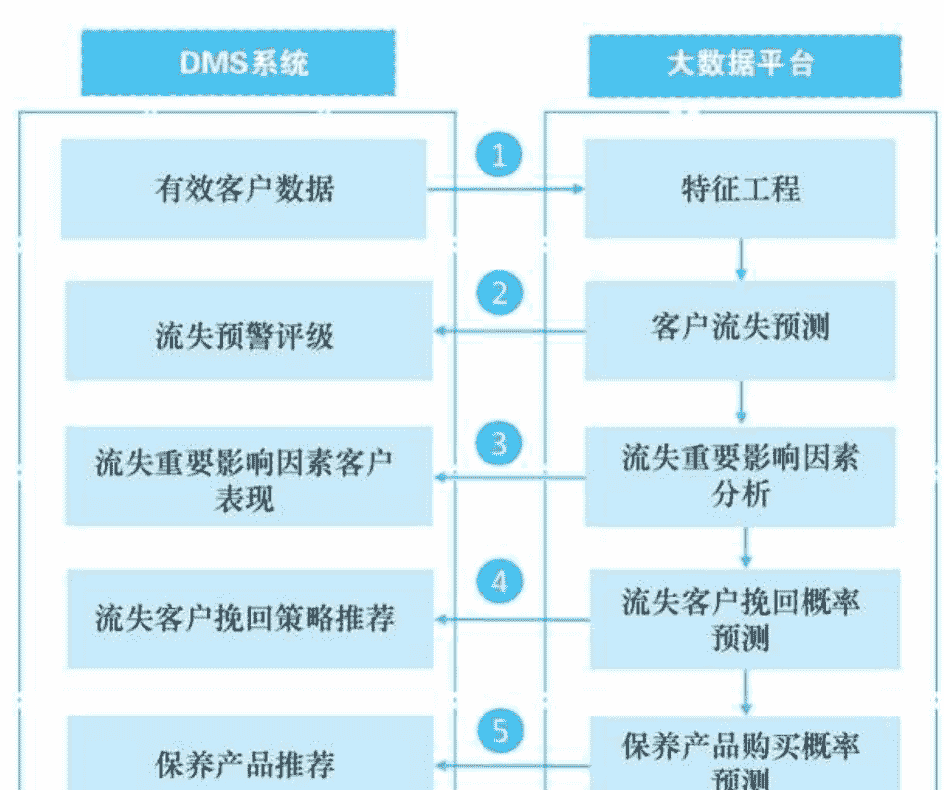 DMS系统
大数据平台
有效客户数据
1
特征工程
流失预警评级
2
客户流失预测
流失重要影响因素客户
表现
3
流失重要影响因素
分析
流失客户挽回策略推荐
4
流失客户挽回概率
预测
保养产品推荐
5
保养产品购买概率
预测